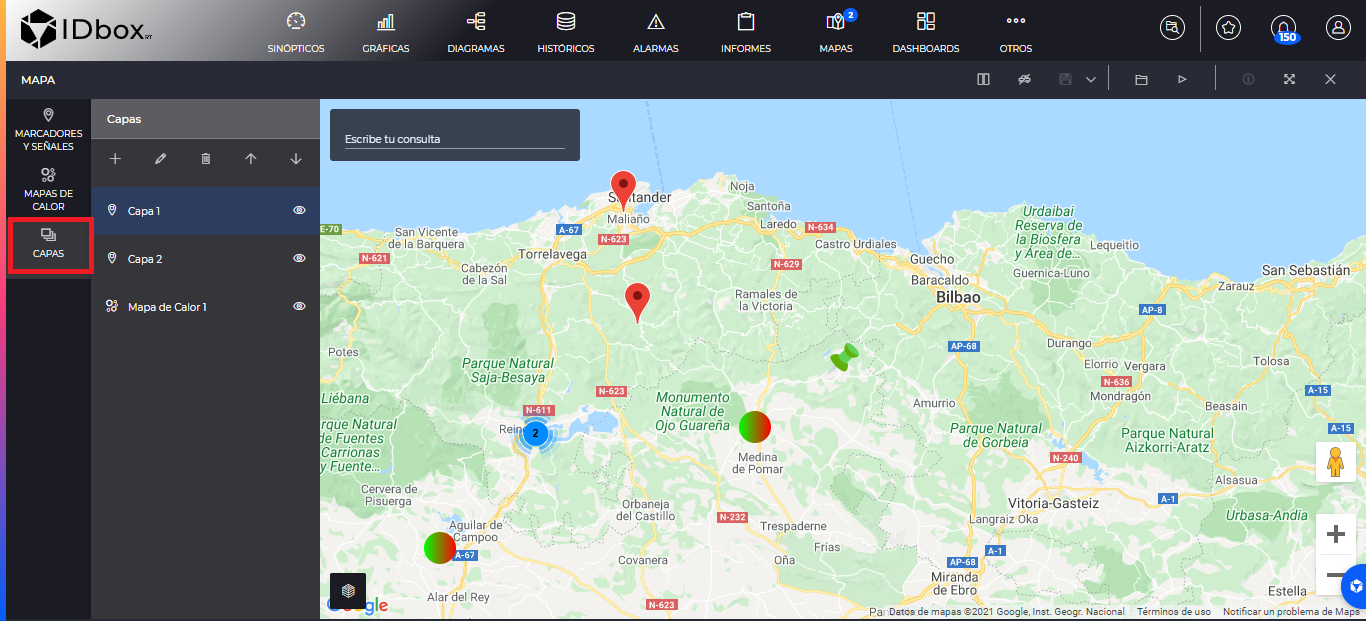 IDbox RT
SINÓPTICOS
GRÁFICAS
DIAGRAMAS
HISTÓRICOS
ALARMAS
INFORMES
2
MAPAS
DASHBOARDS
OTROS
150
MAPA
MARCADORES
Y SEÑALES
MAPAS DE
CALOR
CAPAS
Capas
Capa 1
Capa 2
Mapa de Calor 1
Escribe tu consulta
Noja
Santander
Santoña
Maliaño
Laredo
N-634
E-70
A-67
San Vicente
de la Barquera
N-623
Castro Urdiales
Urdaibai
Reserva de
la Biosfera
y Área de...
Lequeitio
N-621
Torrelavega
N-629
Guecho
Guernica-Luno
San Sebastián
Cabezón
de la Sal
Baracaldo
Zarauz
Ramales de
la Victoria
Bilbao
AP-8
Potes
AP-68
Durango
Elorrio
Vergara
Tolosa
Parque Natural
Saja-Besaya
N-636
Mondragón
A-15
Liébana
N-623
Monumento
Natural de
Ojo Guareña
Amurrio
Beasain
N-611
rque Natural
de Fuentes
Carrionas
y Fuente...
Rein
2
Parque Natural
de Gorbeia
Parque Natural
Aizkorri-Aratz
A-15
Medina
de Pomar
N-240
Alsasua
Cervera de
Pisuerga
Orbaneja
del Castillo
Vitoria-Gasteiz
A-1
N-232
Langraiz Oka
Urbasa-Andia
Aguilar de
Campoo
A-67
Trespaderne
Frías
A-1
Covanera
Oña
AP-68
Miranda
de Ebro
Estella
Alar del Rey
N-623
Google
Pan
Datos de mapas ©2021 Google, Inst. Geogr. Nacional
Términos de uso
Notificar un problema de Maps